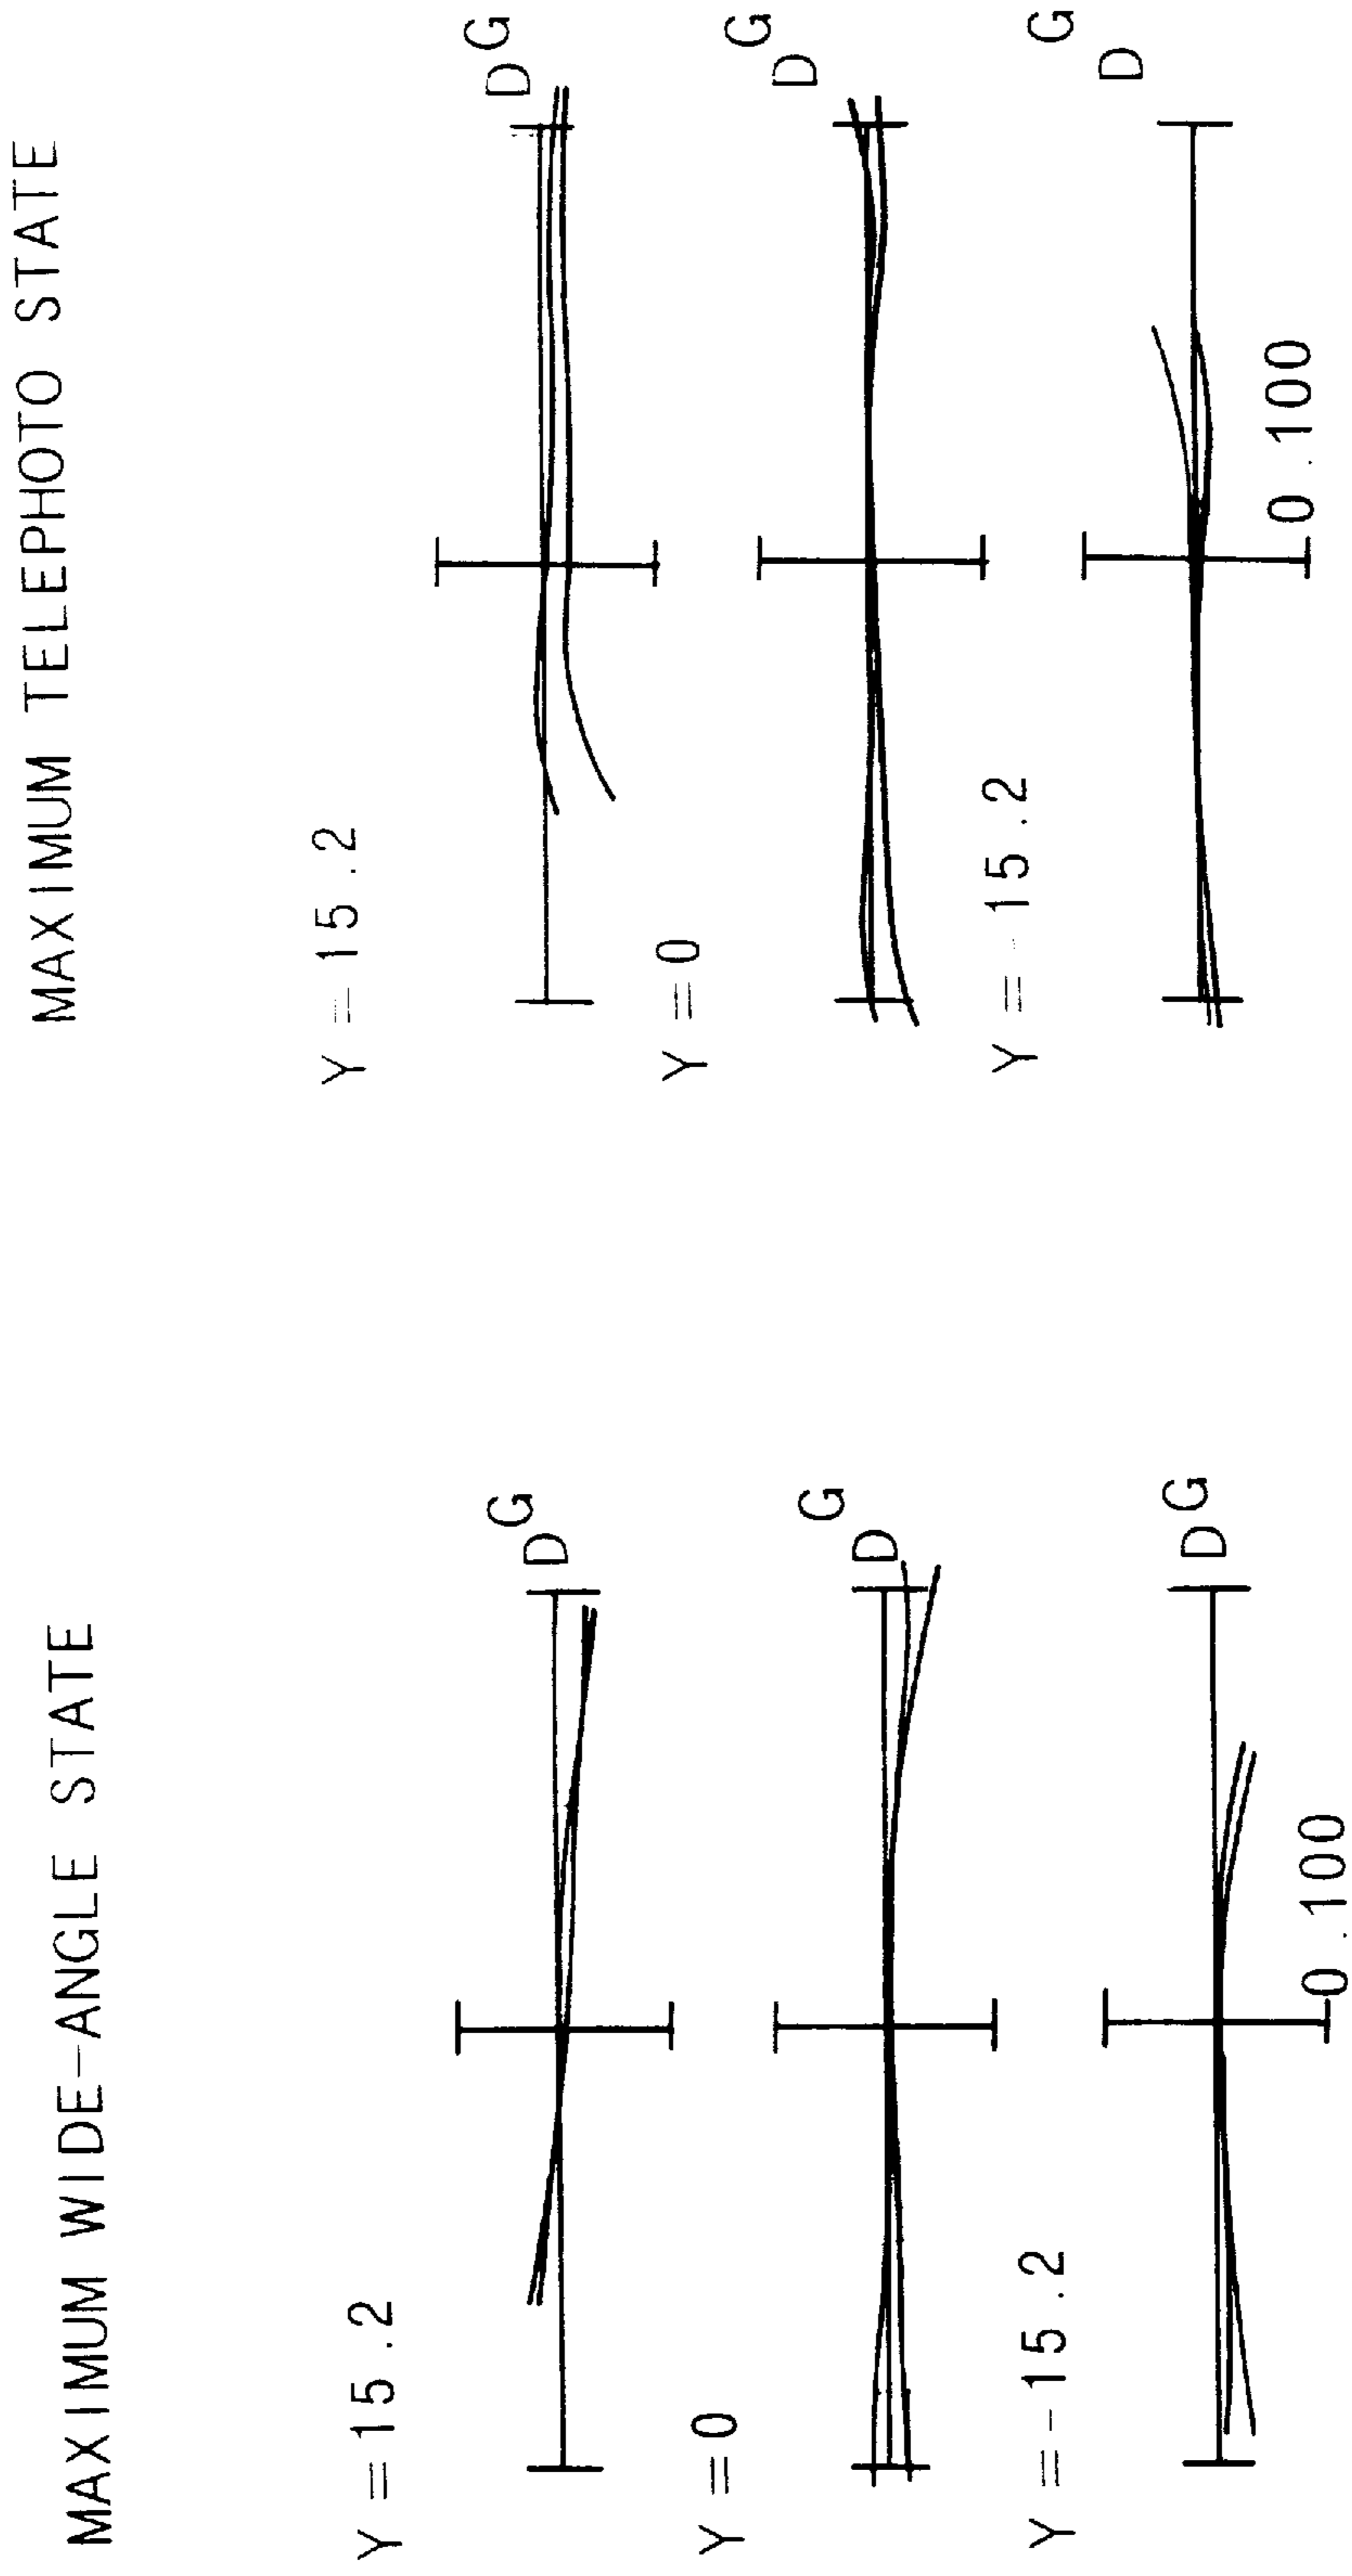 MAXIMUM WIDE-ANGLE STATE
Y=15.2
G
D
Y=0
G
D
Y=-15.2
G
D
0.100
MAXIMUM TELEPHOTO STATE
Y=15.2
G
D
Y=0
G
D
Y=-15.2
G
D
0.100